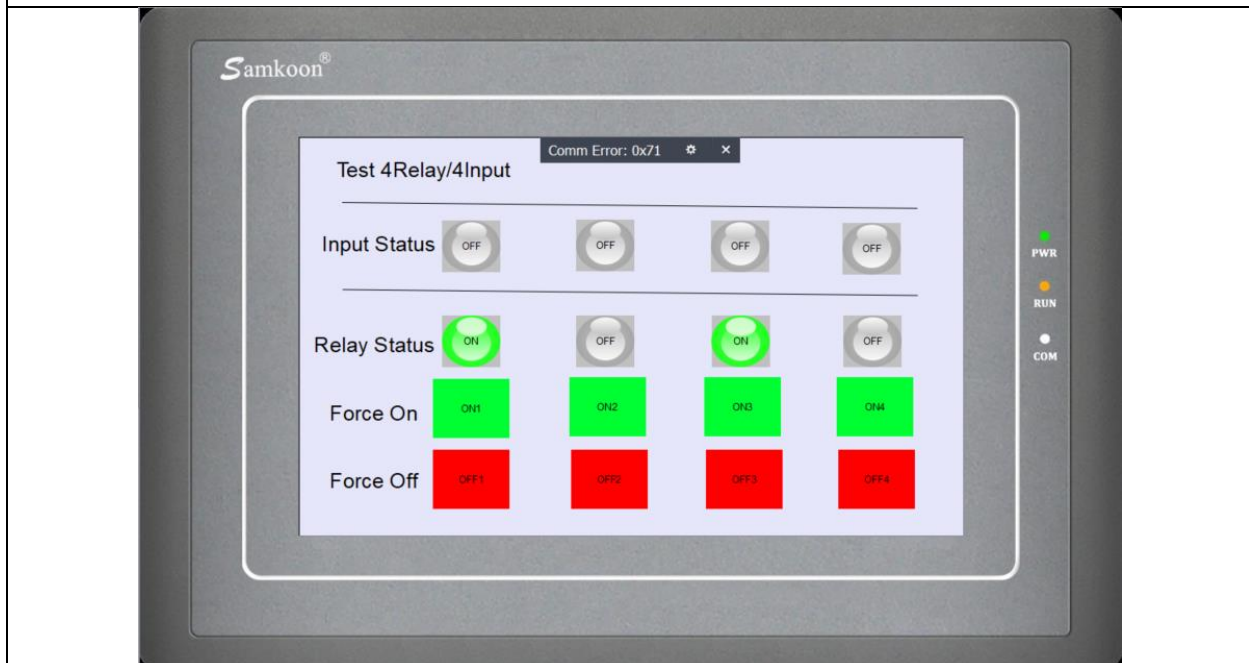 Samkoon®
Comm Error: 0x71
Test 4Relay/4Input
Input Status OFF OFF OFF OFF
PWR
RUN
Relay Status ON OFF ON OFF
COM
Force On ON1 ON2 ON3 ON4
Force Off OFF1 OFF2 OFF3 OFF4